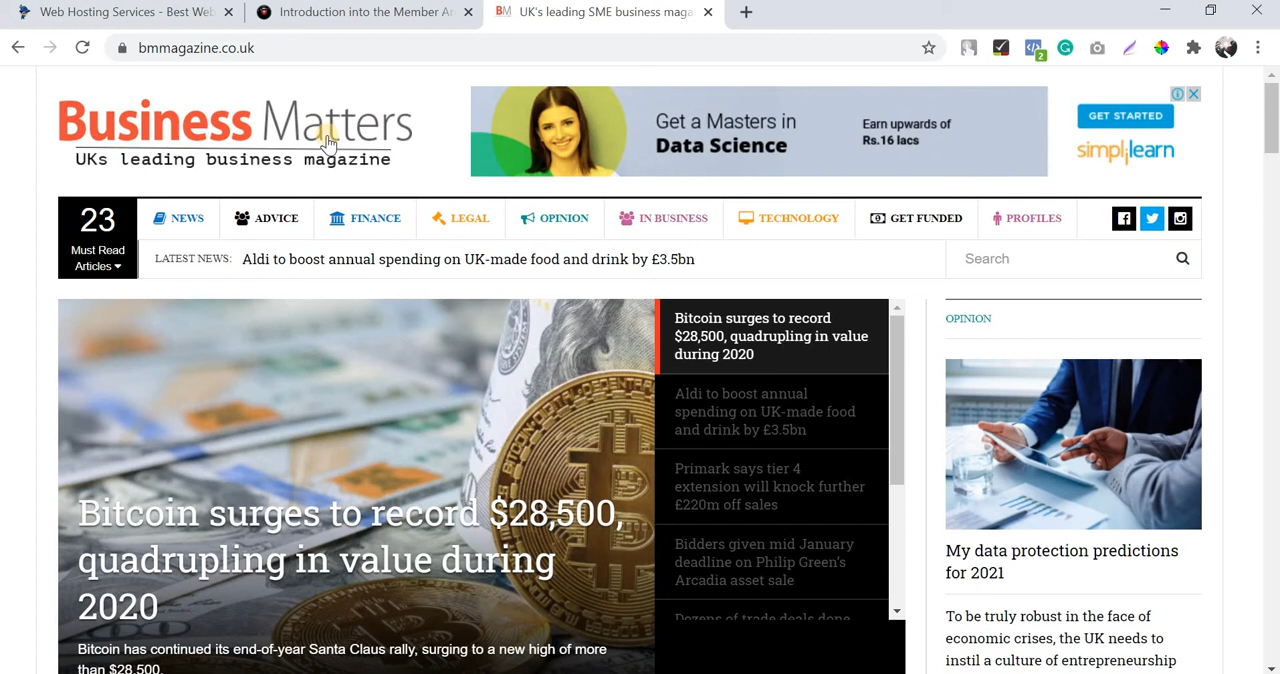 Web Hosting Services - Best Web
Introduction into the Member Ar
BM UK's leading SME business maga
bmmagazine.co.uk
2
Business Matters
UKs leading business magazine
Get a Masters in
Data Science
Earn upwards of
Rs.16 lacs
GET STARTED
simplilearn
23
Must Read
Articles
NEWS
ADVICE
FINANCE
LEGAL
OPINION
IN BUSINESS
TECHNOLOGY
GET FUNDED
PROFILES
LATEST NEWS: Aldi to boost annual spending on UK-made food and drink by £3.5bn
Search
Bitcoin surges to record $28,500,
quadrupling in value during
2020
Bitcoin has continued its end-of-year Santa Claus rally, surging to a new high of more
than $28,500.
Bitcoin surges to record
$28,500, quadrupling in value
during 2020
Aldi to boost annual
spending on UK-made food
and drink by £3.5bn
Primark says tier 4
extension will knock further
£220m off sales
Bidders given mid January
deadline on Philip Green's
Arcadia asset sale
Dozens of trade deals done
OPINION
My data protection predictions
for 2021
To be truly robust in the face of
economic crises, the UK needs to
instil a culture of entrepreneurship